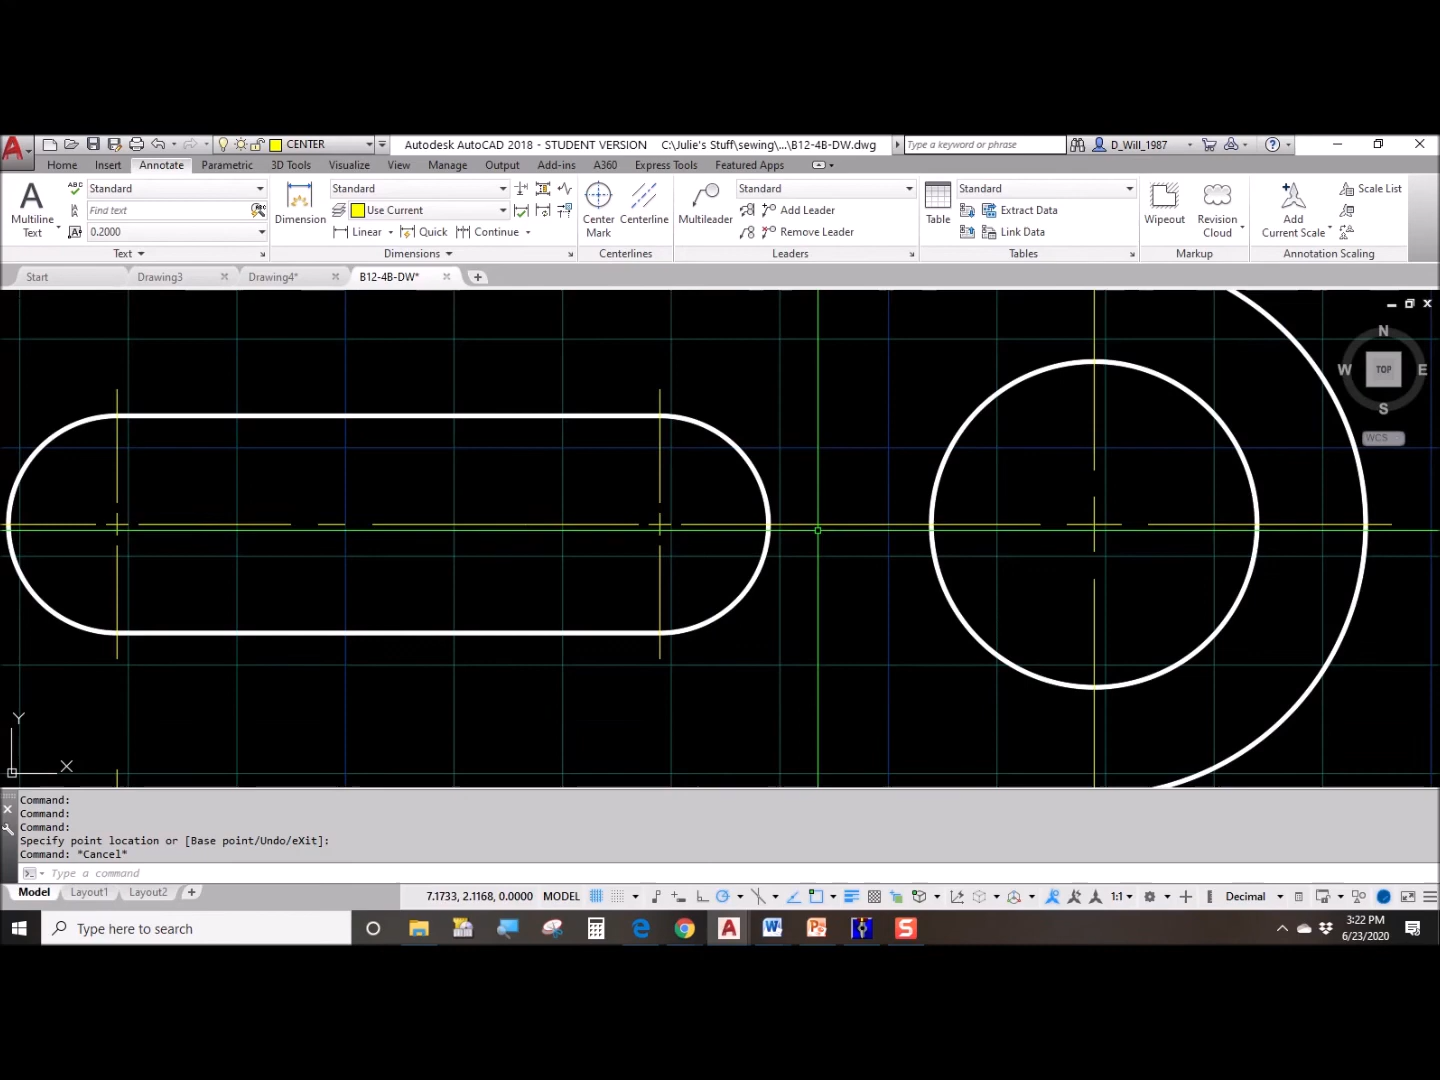 CENTER
Autodesk AutoCAD 2018 - STUDENT VERSION C:\Julie's Stuff\sewing\...\B12-4B-DW.dwg
Type a keyword or phrase
D_Will_1987
Home Insert Annotate Parametric 3D Tools Visualize View Manage Output Add-ins A360 Express Tools Featured Apps
A ABC Standard Standard Standard Standard Scale List
Find text Use Current Add Leader Extract Data
Multiline Text Dimension Center Mark Centerline Multileader Table Wipeout Revision Cloud Add Current Scale
0.2000 Linear Quick Continue Remove Leader Link Data
Text Dimensions Centerlines Leaders Tables Markup Annotation Scaling
Start Drawing3 Drawing4* B12-4B-DW*
N
W TOP E
S
WCS
Y
X
Command:
Command:
Command:
Specify point location or [Base point/Undo/eXit]:
Command: *Cancel*
Type a command
Model Layout1 Layout2 + 7.1733, 2.1168, 0.0000 MODEL 1:1 Decimal
Type here to search
3:22 PM
6/23/2020